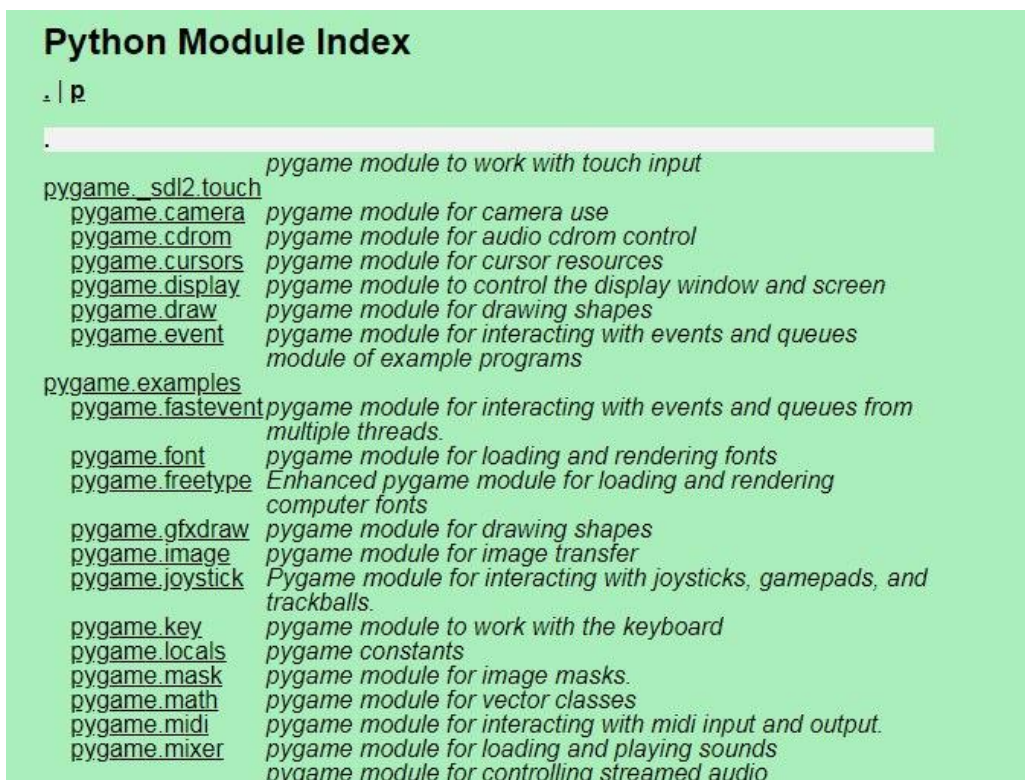 Python Module Index
. | p
.
pygame module to work with touch input
pygame._sdl2.touch
pygame.camera pygame module for camera use
pygame.cdrom pygame module for audio cdrom control
pygame.cursors pygame module for cursor resources
pygame.display pygame module to control the display window and screen
pygame.draw pygame module for drawing shapes
pygame.event pygame module for interacting with events and queues
module of example programs
pygame.examples
pygame.fastevent pygame module for interacting with events and queues from
multiple threads.
pygame.font pygame module for loading and rendering fonts
pygame.freetype Enhanced pygame module for loading and rendering
computer fonts
pygame.gfxdraw pygame module for drawing shapes
pygame.image pygame module for image transfer
pygame.joystick Pygame module for interacting with joysticks, gamepads, and
trackballs.
pygame.key pygame module to work with the keyboard
pygame.locals pygame constants
pygame.mask pygame module for image masks.
pygame.math pygame module for vector classes
pygame.midi pygame module for interacting with midi input and output.
pygame.mixer pygame module for loading and playing sounds
pygame module for controlling streamed audio